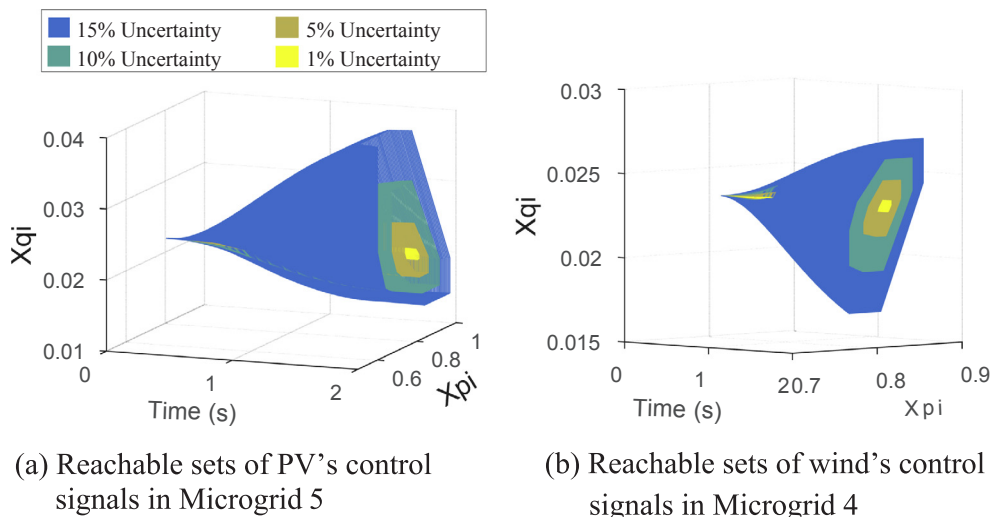 15% Uncertainty
5% Uncertainty
10% Uncertainty
1% Uncertainty
0.04
0.03
0.02
0.01
Xqi
0
1
2
Time (s)
0.6
0.8
1
Xpi
0.03
0.025
0.02
0.015
Xqi
0
1
20.7
0.8
0.9
Time (s)
Xpi
(a) Reachable sets of PV’s control
signals in Microgrid 5
(b) Reachable sets of wind’s control
signals in Microgrid 4